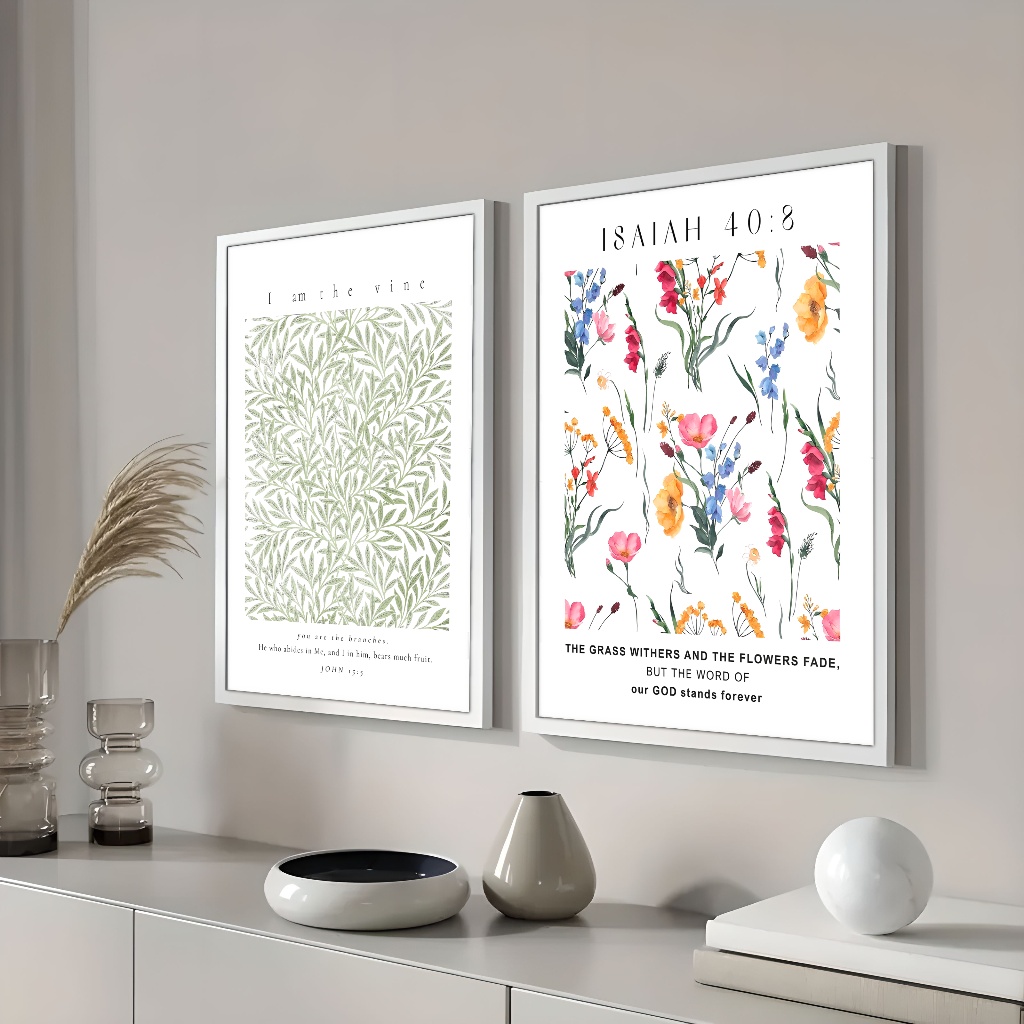 I am the vine
you are the branches.
He who abides in Me, and I in him, bears much fruit.
JOHN 15:5
ISAIAH 40:8
THE GRASS WITHERS AND THE FLOWERS FADE,
BUT THE WORD OF
our GOD stands forever